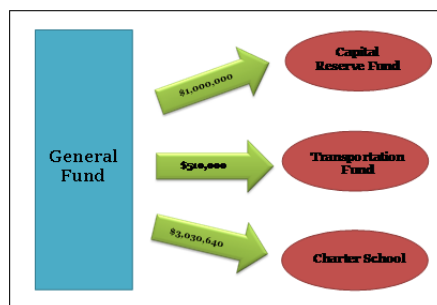 General
Fund
$1,000,000
Capital
Reserve Fund
$510,000
Transportation
Fund
$3,030,640
Charter School